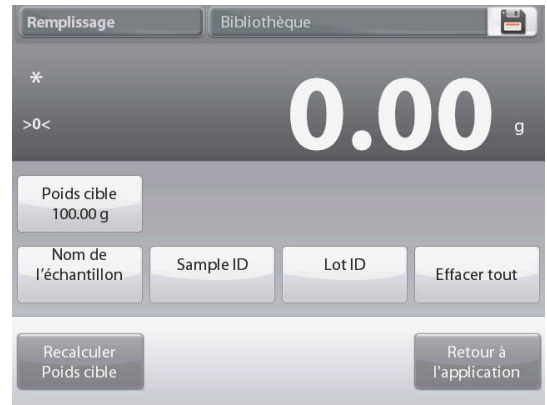 Remplissage Bibliothèque
*
>0< 0.00 g
Poids cible
100.00 g
Nom de
l'échantillon
Sample ID
Lot ID
Effacer tout
Recalculer
Poids cible
Retour à
l'application